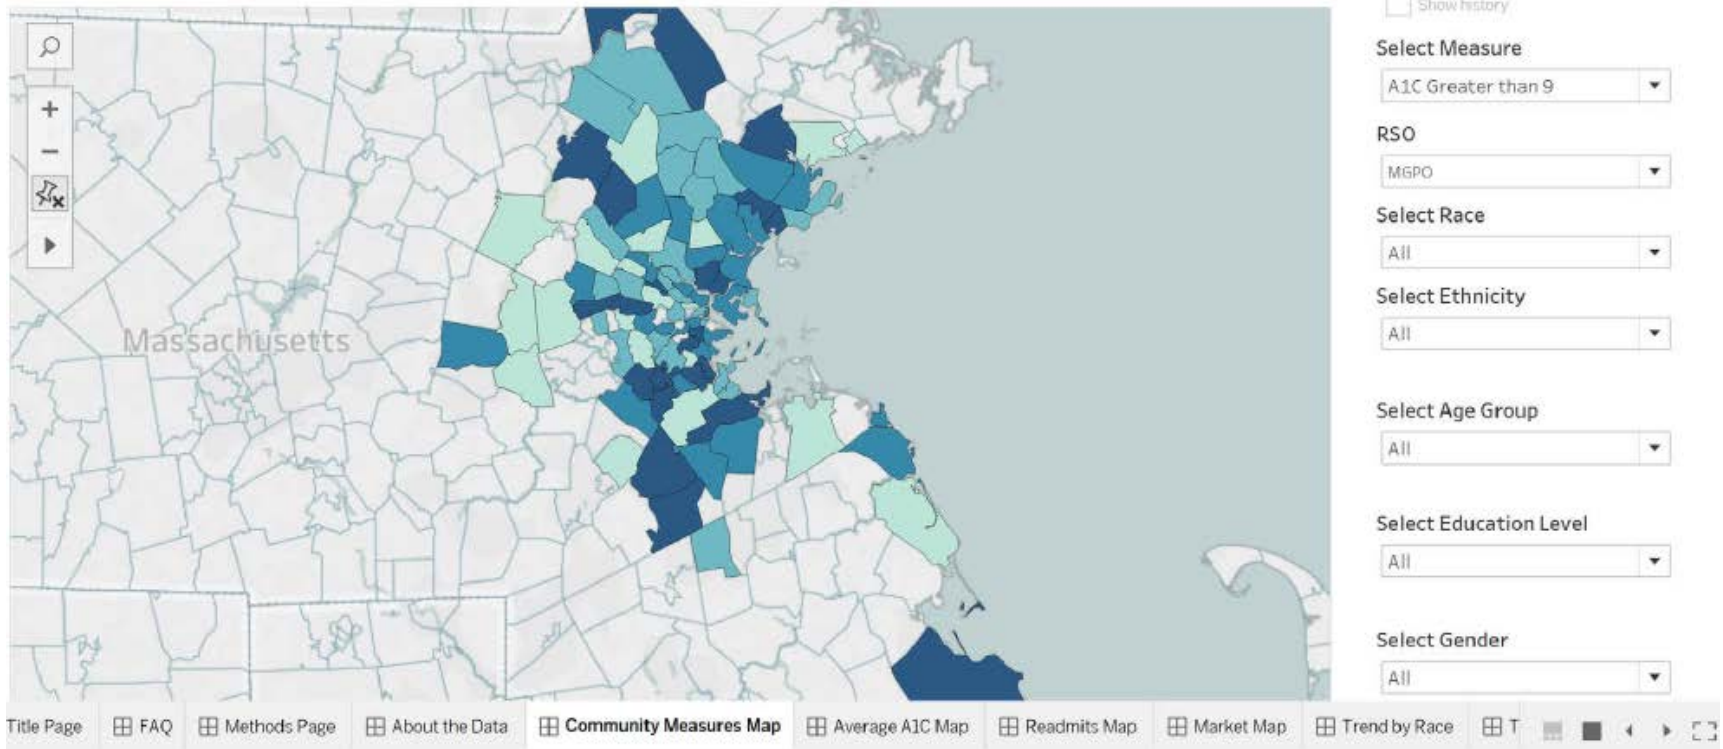 Show history
Select Measure
A1C Greater than 9
RSO
MGPO
Select Race
All
Select Ethnicity
All
Select Age Group
All
Select Education Level
All
Select Gender
All
Massachusetts
Title Page
FAQ
Methods Page
About the Data
Community Measures Map
Average A1C Map
Readmits Map
Market Map
Trend by Race
T